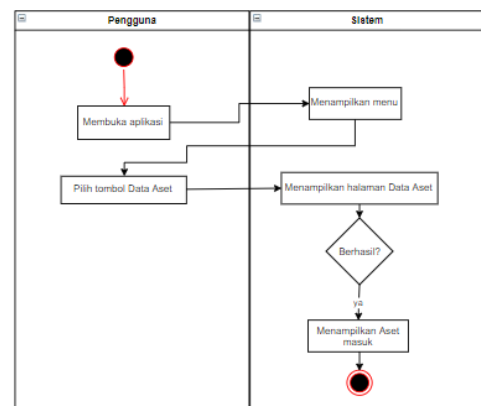 Pengguna
Sistem
Membuka aplikasi
Menampilkan menu
Pilih tombol Data Aset
Menampilkan halaman Data Aset
Berhasil?
ya
Menampilkan Aset
masuk